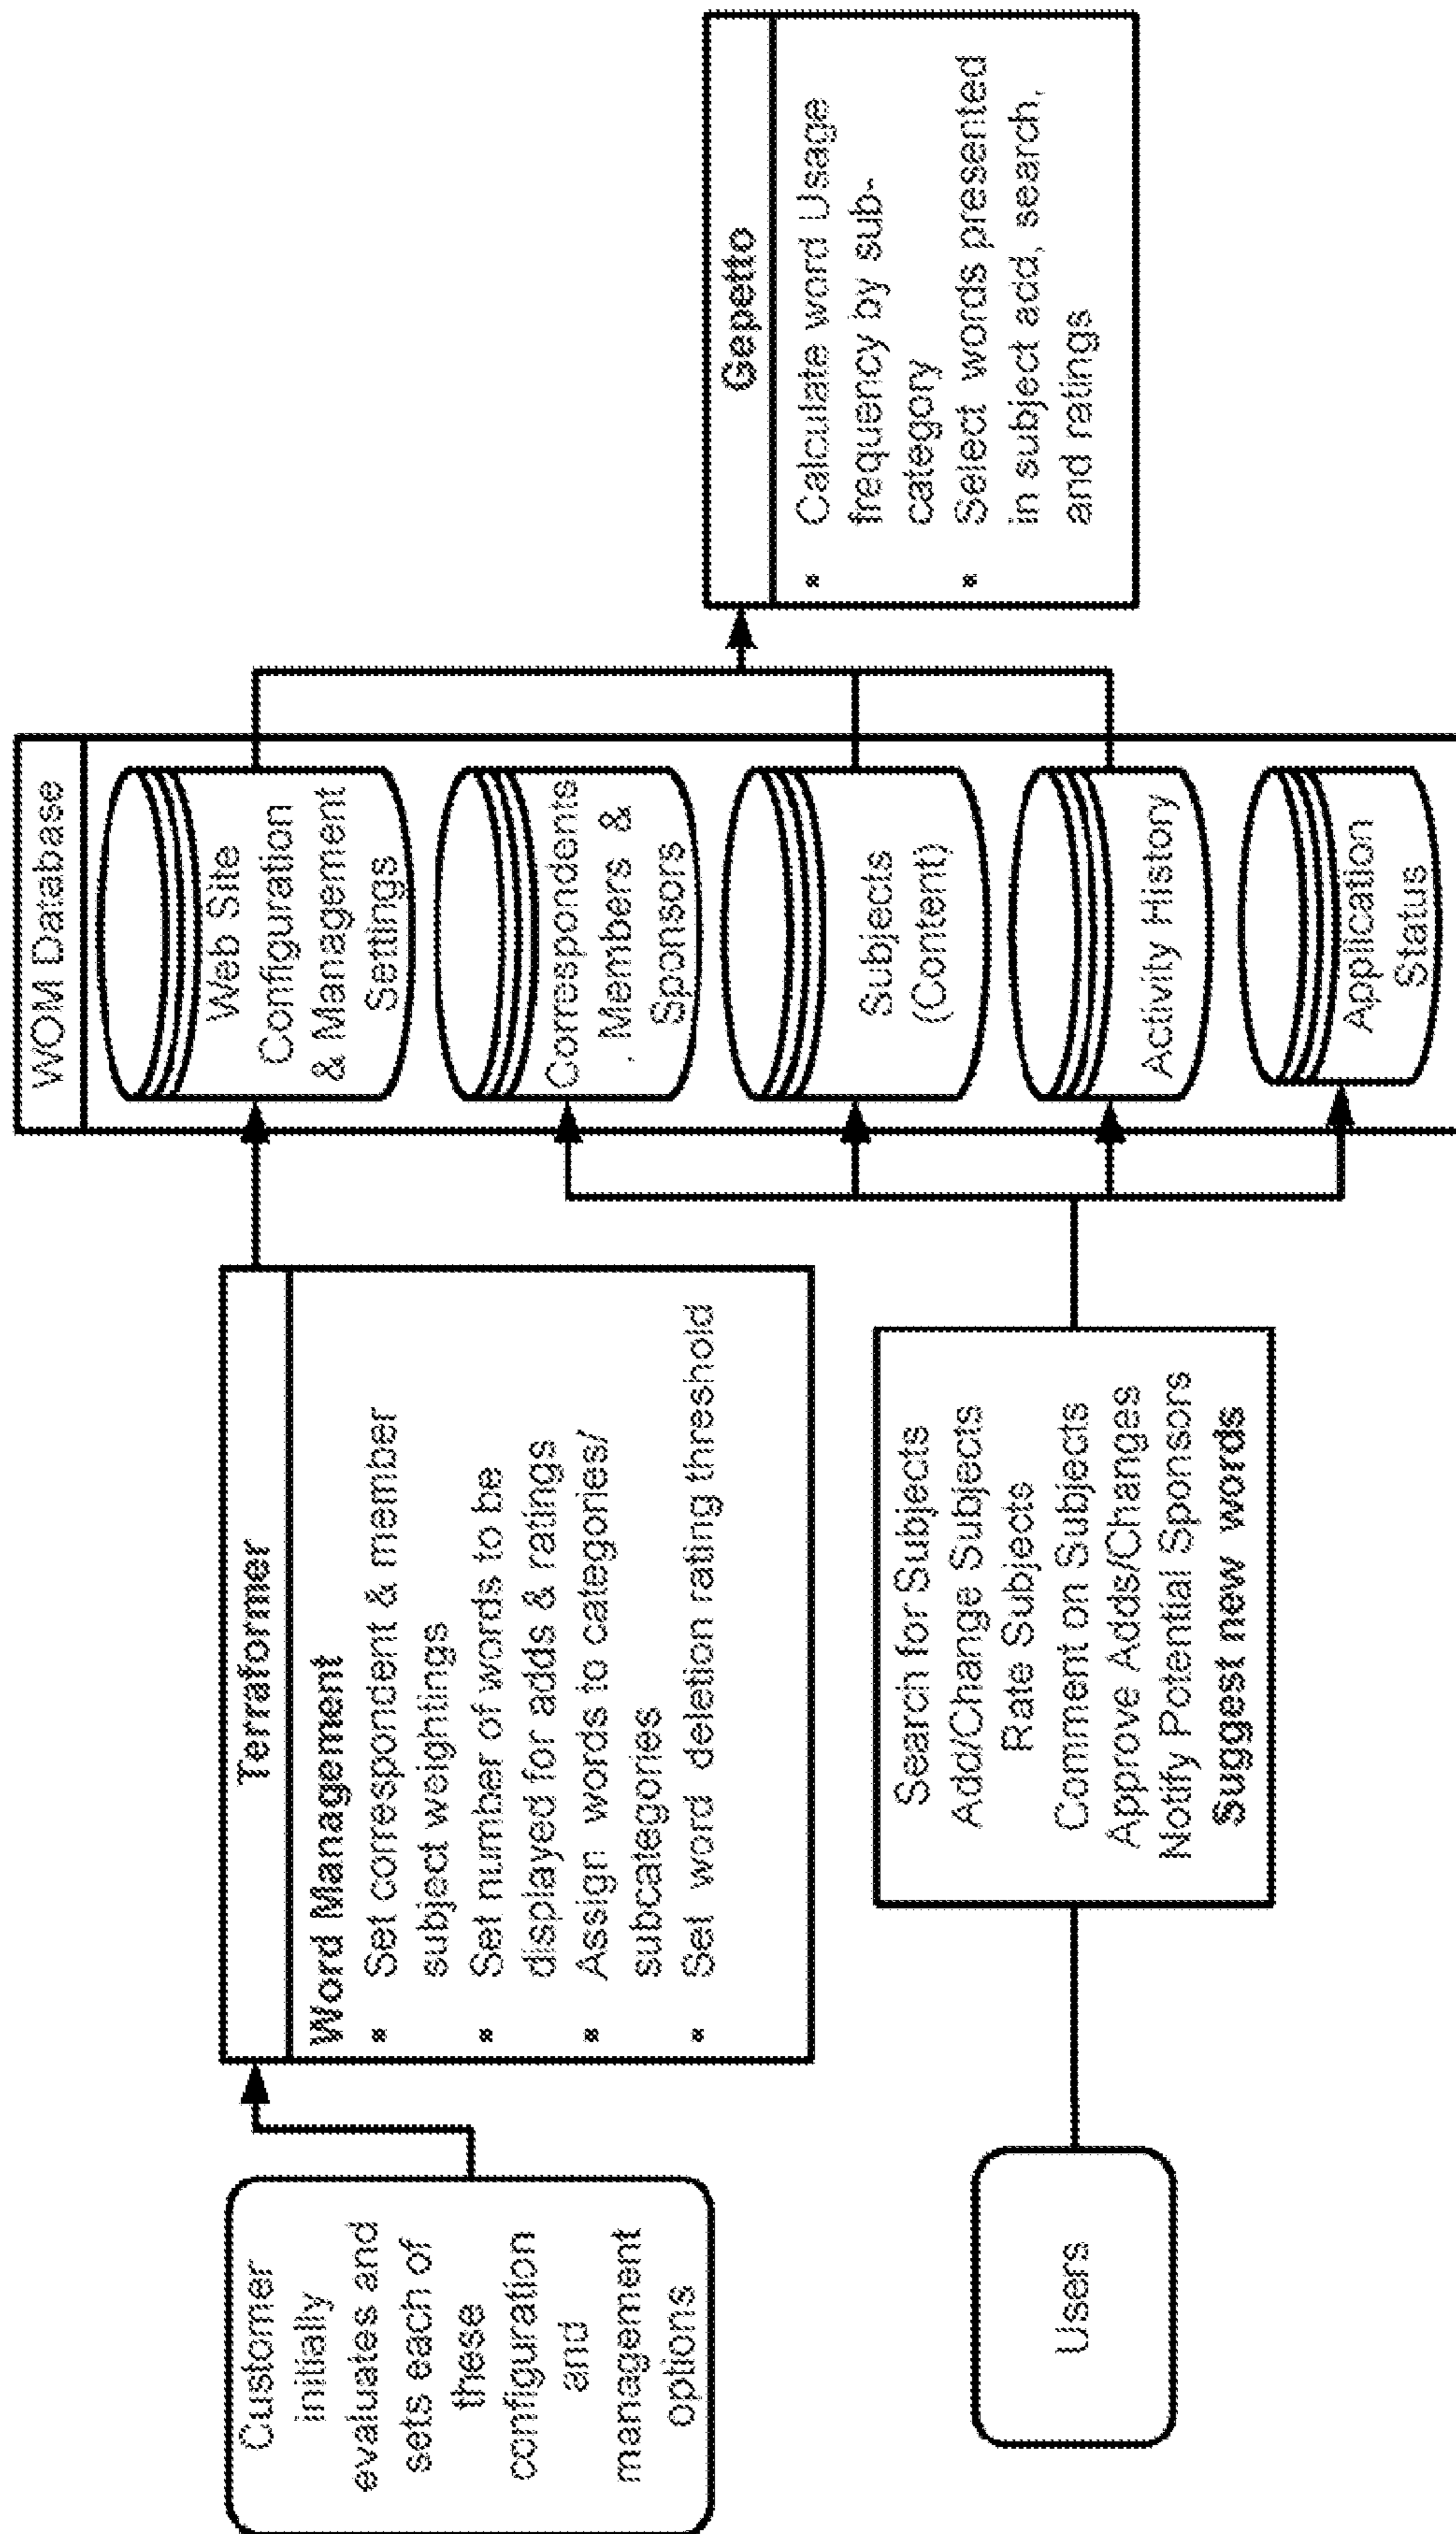 Customer
initially
evaluates and
sets each of
these
configuration
and
management
options
Terraformer
Word Management
▪ Set correspondent & member
subject weightings
▪ Set number of words to be
displayed for adds & ratings
▪ Assign words to categories/
subcategories
▪ Set word deletion rating threshold
Users
Search for Subjects
Add/Change Subjects
Rate Subjects
Comment on Subjects
Approve Adds/Changes
Notify Potential Sponsors
Suggest new words
WOM Database
Web Site
Configuration
& Management
Settings
Correspondents
, Members &
Sponsors
Subjects
(Content)
Activity History
Application
Status
Gepetto
▪ Calculate word Usage
frequency by sub-
category
▪ Select words presented
in subject add, search,
and ratings